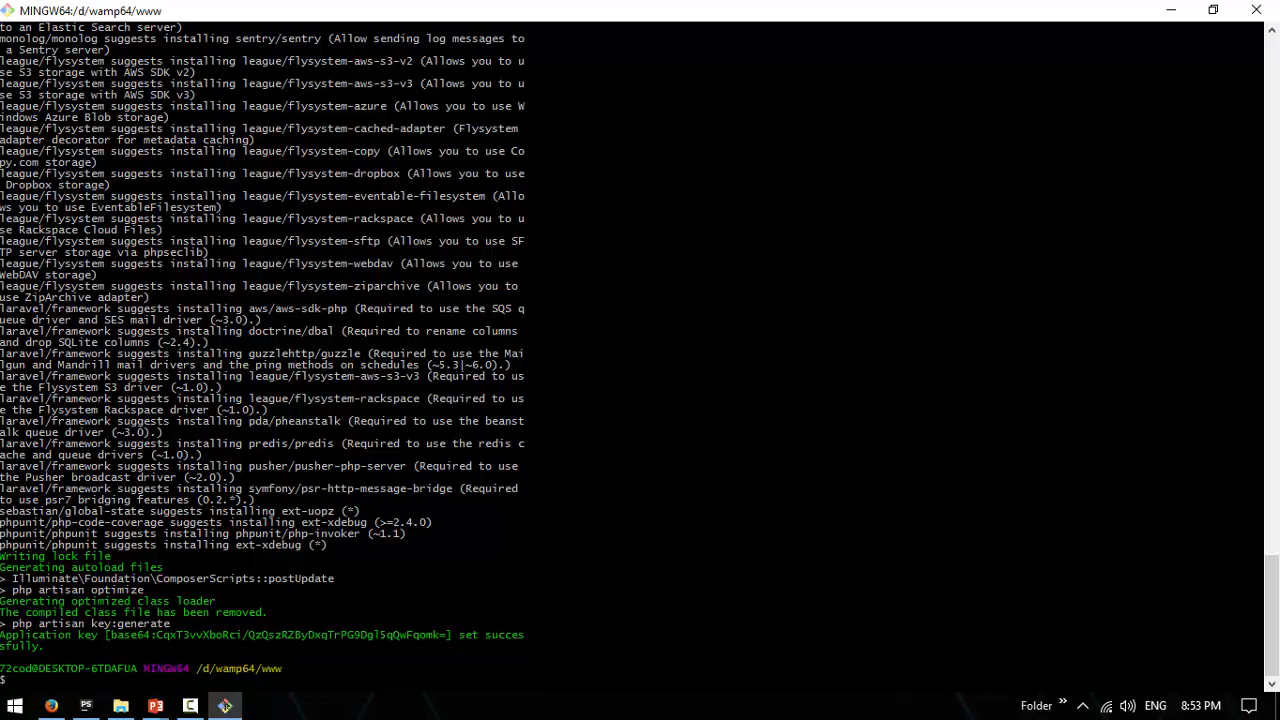 MINGW64:/d/wamp64/www
to an Elastic Search server)
monolog/monolog suggests installing sentry/sentry (Allow sending log messages to
a Sentry server)
league/flysystem suggests installing league/flysystem-aws-s3-v2 (Allows you to u
se S3 storage with AWS SDK v2)
league/flysystem suggests installing league/flysystem-aws-s3-v3 (Allows you to u
se S3 storage with AWS SDK v3)
league/flysystem suggests installing league/flysystem-azure (Allows you to use W
indows Azure Blob storage)
league/flysystem suggests installing league/flysystem-cached-adapter (Flysystem
adapter decorator for metadata caching)
league/flysystem suggests installing league/flysystem-copy (Allows you to use Co
py.com storage)
league/flysystem suggests installing league/flysystem-dropbox (Allows you to use
Dropbox storage)
league/flysystem suggests installing league/flysystem-eventable-filesystem (Allo
ws you to use EventableFilesystem)
league/flysystem suggests installing league/flysystem-rackspace (Allows you to u
se Rackspace Cloud Files)
league/flysystem suggests installing league/flysystem-sftp (Allows you to use SF
TP server storage via phpseclib)
league/flysystem suggests installing league/flysystem-webdav (Allows you to use
WebDAV storage)
league/flysystem suggests installing league/flysystem-ziparchive (Allows you to
use ZipArchive adapter)
laravel/framework suggests installing aws/aws-sdk-php (Required to use the SQS q
ueue driver and SES mail driver (~3.0).)
laravel/framework suggests installing doctrine/dbal (Required to rename columns
and drop SQLite columns (~2.4).)
laravel/framework suggests installing guzzlehttp/guzzle (Required to use the Mai
lgun and Mandrill mail drivers and the ping methods on schedules (~5.3|~6.0).)
laravel/framework suggests installing league/flysystem-aws-s3-v3 (Required to us
e the Flysystem S3 driver (~1.0).)
laravel/framework suggests installing league/flysystem-rackspace (Required to us
e the Flysystem Rackspace driver (~1.0).)
laravel/framework suggests installing pda/pheanstalk (Required to use the beanst
alk queue driver (~3.0).)
laravel/framework suggests installing predis/predis (Required to use the redis c
ache and queue drivers (~1.0).)
laravel/framework suggests installing pusher/pusher-php-server (Required to use
the Pusher broadcast driver (~2.0).)
laravel/framework suggests installing symfony/psr-http-message-bridge (Required
to use psr7 bridging features (0.2.*).)
sebastian/global-state suggests installing ext-uopz (*)
phpunit/php-code-coverage suggests installing ext-xdebug (>=2.4.0)
phpunit/phpunit suggests installing phpunit/php-invoker (~1.1)
phpunit/phpunit suggests installing ext-xdebug (*)
Writing lock file
Generating autoload files
> Illuminate\Foundation\ComposerScripts::postUpdate
> php artisan optimize
Generating optimized class loader
The compiled class file has been removed.
> php artisan key:generate
Application key [base64:CqxT3vvXboRci/QzQszRZByDxqTrPG9Dgl5qQwFqomk=] set succes
sfully.
72cod@DESKTOP-6TDAFUA MINGW64 /d/wamp64/www
$
Folder » ENG 8:53 PM